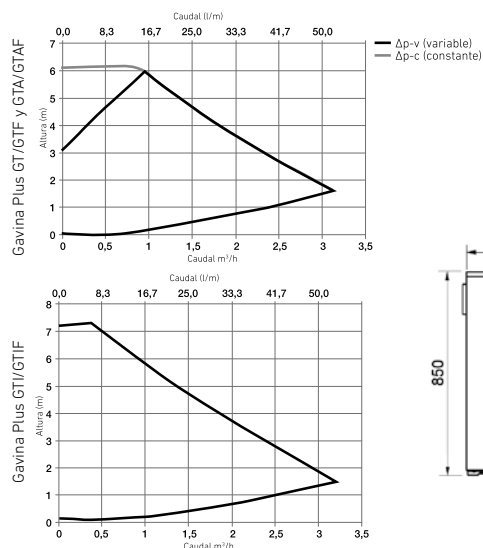 Caudal (l/m)
0,0 8,3 16,7 25,0 33,3 41,7 50,0
Δp-v (variable)
Δp-c (constante)
Gavina Plus GT/GTF y GTA/GTAF
Altura (m)
7
6
5
4
3
2
1
0
0 0,5 1 1,5 2 2,5 3 3,5
Caudal m³/h
Caudal (l/m)
0,0 8,3 16,7 25,0 33,3 41,7 50,0
Gavina Plus GTI/GTIF
Altura (m)
8
7
6
5
4
3
2
1
0
0 0,5 1 1,5 2 2,5 3 3,5
Caudal m³/h
850